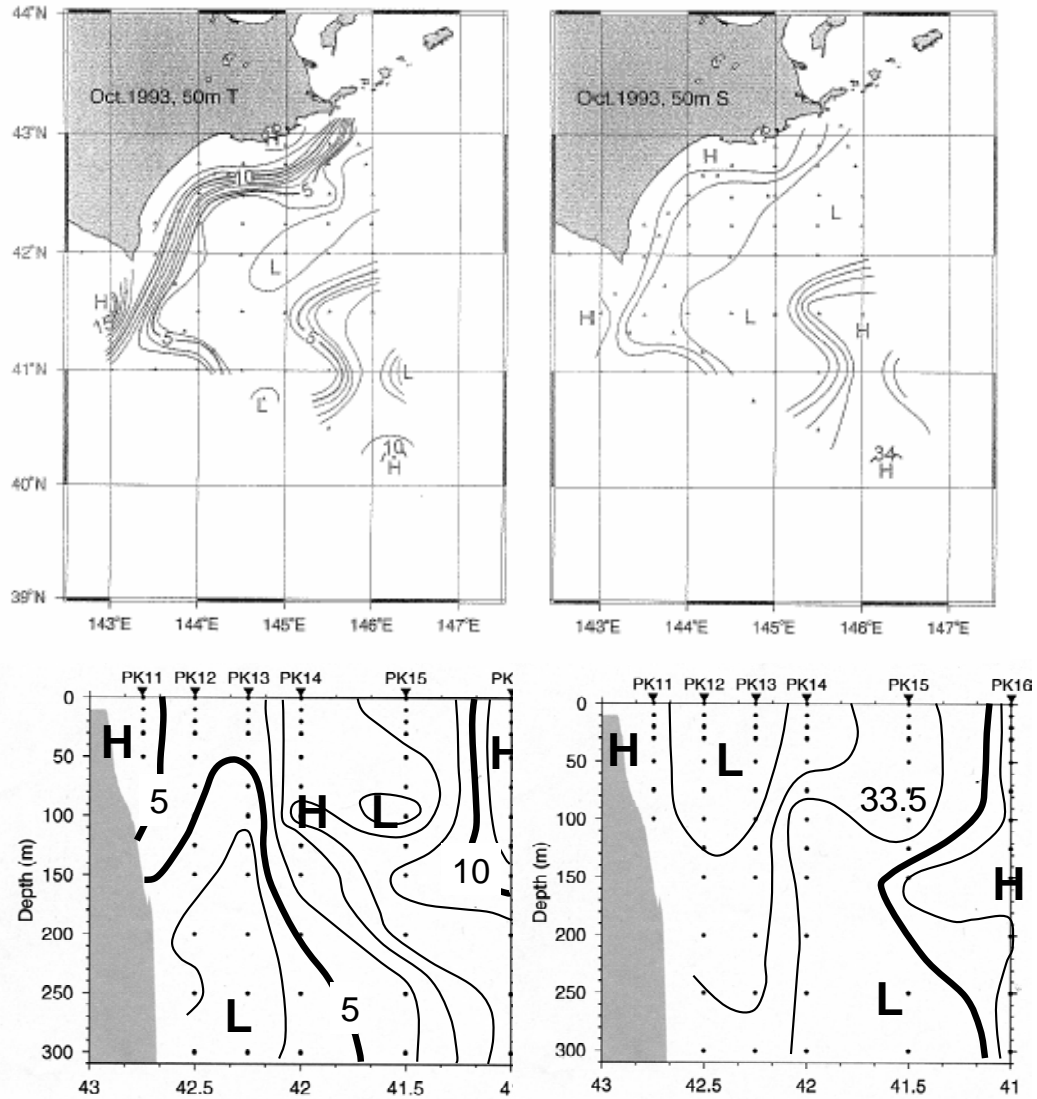 44°N
43°N
42°N
41°N
40°N
39°N
Oct.1993, 50m T
H
10
5
L
H
15
5
5
L
L
10
H
143°E 144°E 145°E 146°E 147°E
Oct.1993, 50m S
H
L
H
L
H
34
H
143°E 144°E 145°E 146°E 147°E
PK11 PK12 PK13 PK14 PK15 PK
0
50
100
150
200
250
300
Depth (m)
H
H
5
H
L
10
L
5
43 42.5 42 41.5 4
PK11 PK12 PK13 PK14 PK15 PK16
0
50
100
150
200
250
300
Depth (m)
H
L
33.5
H
L
43 42.5 42 41.5 41